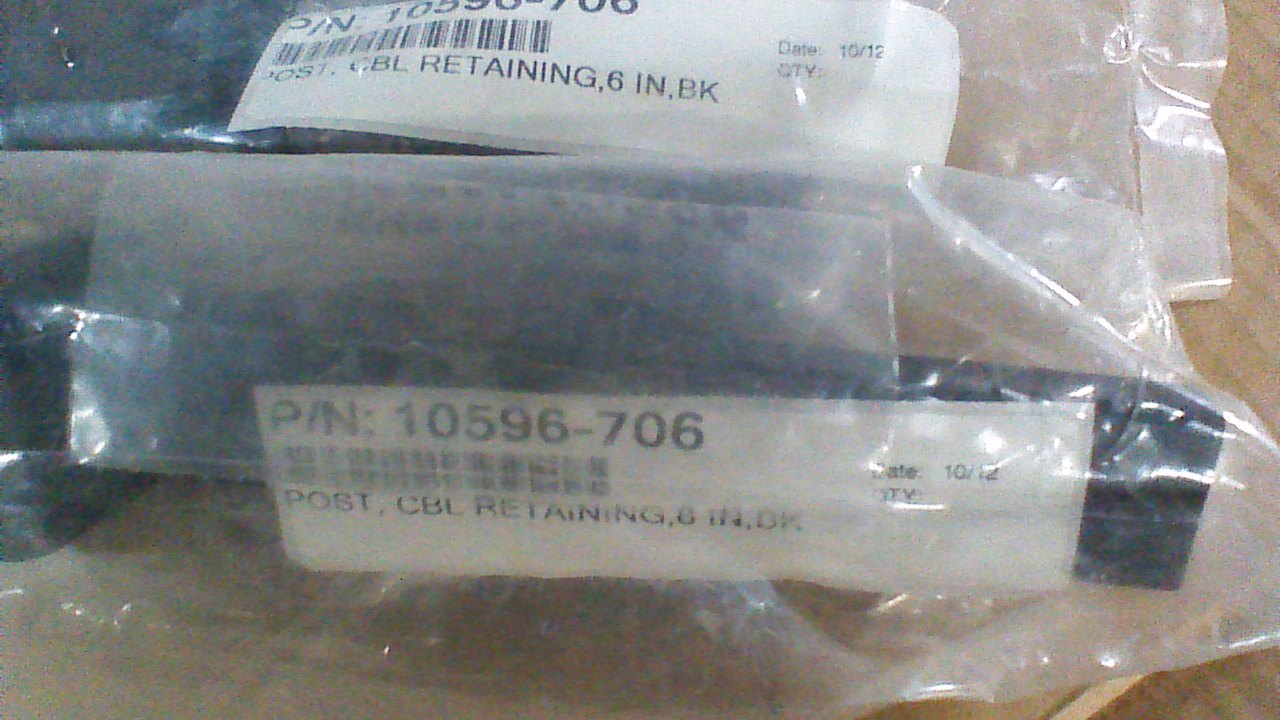 P/N: 10596-706
POST, CBL RETAINING,6 IN,BK
Date: 10/12
QTY:
P/N: 10596-706
POST, CBL RETAINING,6 IN,BK
Date: 10/12
QTY: